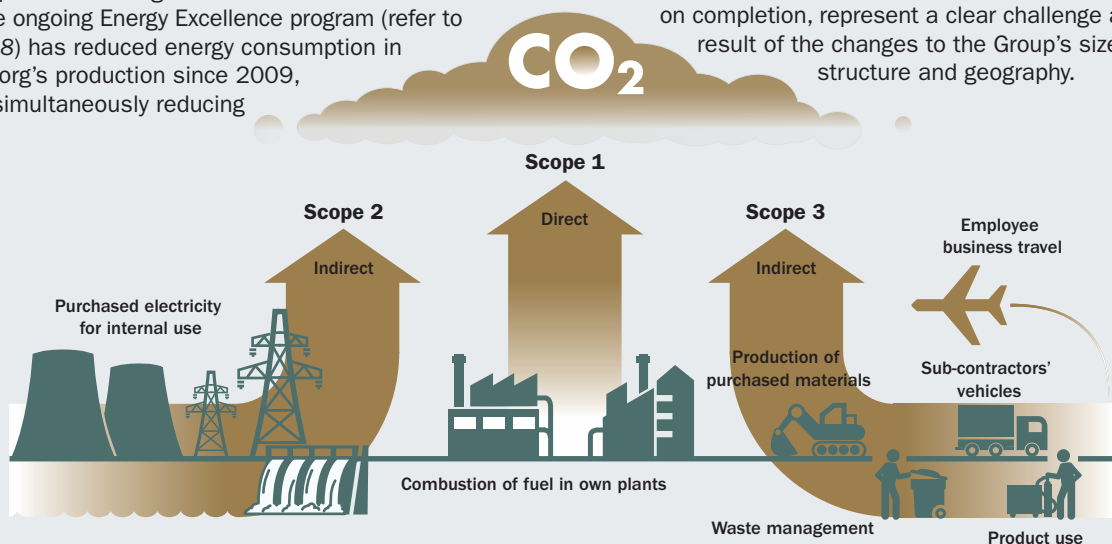 e ongoing Energy Excellence program (refer to
8) has reduced energy consumption in
org’s production since 2009,
simultaneously reducing
on completion, represent a clear challenge
result of the changes to the Group’s size
structure and geography.
CO2
Scope 1
Direct
Scope 2
Indirect
Scope 3
Indirect
Employee
business travel
Purchased electricity
for internal use
Production of
purchased materials
Sub-contractors’
vehicles
Combustion of fuel in own plants
Waste management
Product use